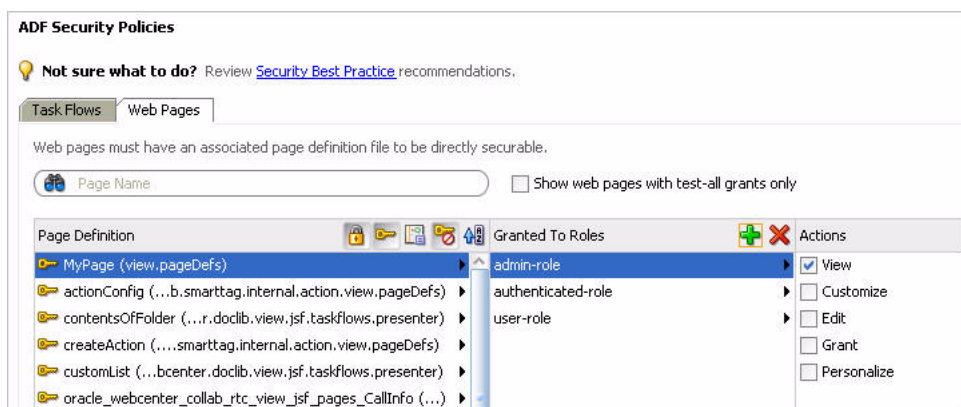 ADF Security Policies
Not sure what to do? Review Security Best Practice recommendations.
Task Flows Web Pages
Web pages must have an associated page definition file to be directly securable.
Page Name Show web pages with test-all grants only
Page Definition Granted To Roles Actions
MyPage (view.pageDefs) admin-role View
actionConfig (...b.smarttag.internal.action.view.pageDefs) authenticated-role Customize
contentsOfFolder (...r.doclib.view.jsf.taskflows.presenter) user-role Edit
createAction (....smarttag.internal.action.view.pageDefs) Grant
customList (...bcenter.doclib.view.jsf.taskflows.presenter) Personalize
oracle_webcenter_collab_rtc_view_jsf_pages_CallInfo (...)